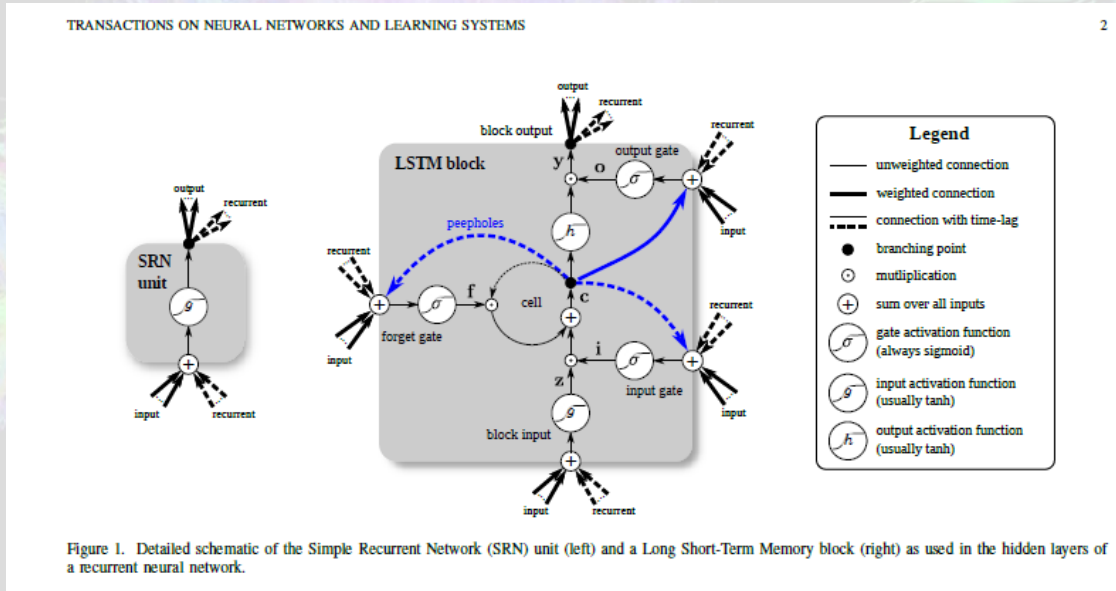 TRANSACTIONS ON NEURAL NETWORKS AND LEARNING SYSTEMS
2
output
recurrent
SRN
unit
g
input
recurrent
output
recurrent
block output
LSTM block
y
o
output gate
σ
recurrent
input
h
peepholes
recurrent
f
σ
cell
c
forget gate
input
recurrent
i
σ
input gate
input
z
g
block input
input
recurrent
Legend
unweighted connection
weighted connection
connection with time-lag
branching point
mutliplication
sum over all inputs
σ
gate activation function
(always sigmoid)
g
input activation function
(usually tanh)
h
output activation function
(usually tanh)
Figure 1. Detailed schematic of the Simple Recurrent Network (SRN) unit (left) and a Long Short-Term Memory block (right) as used in the hidden layers of
a recurrent neural network.